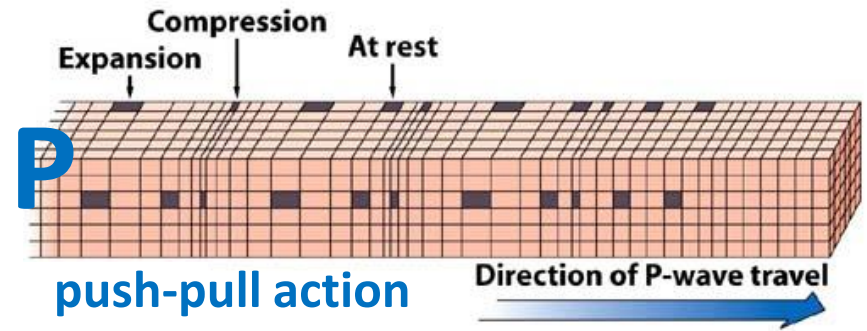 Compression
Expansion
At rest
P
push-pull action
Direction of P-wave travel